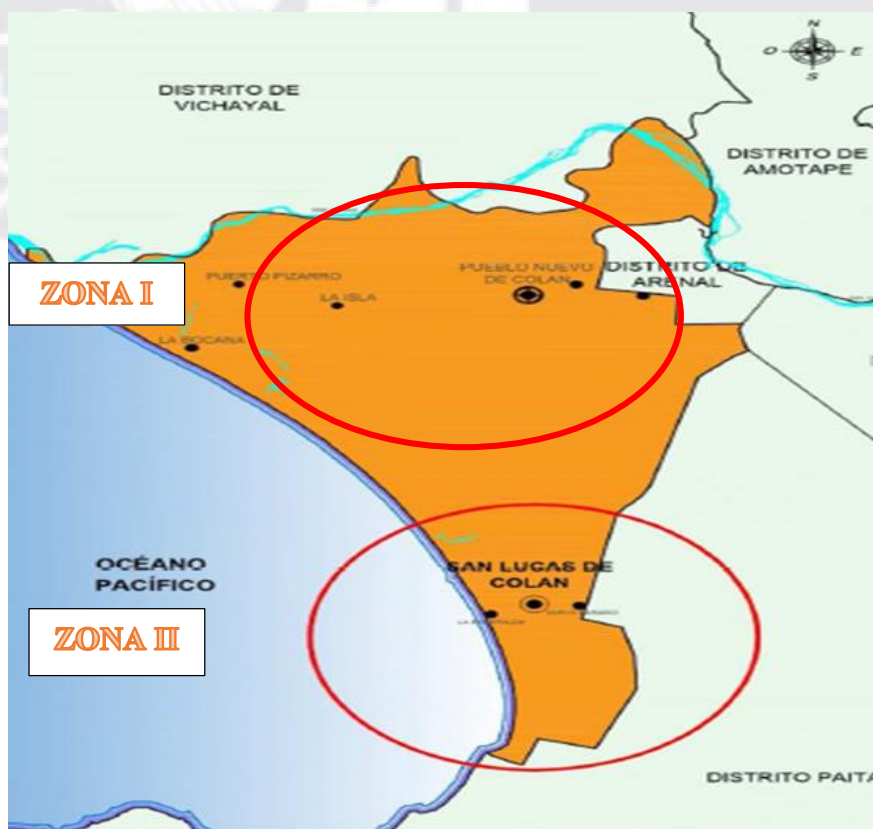 N
O
E
S
DISTRITO DE
VICHAYAL
DISTRITO DE
AMOTAPE
PUERTO PIZARRO
PUEBLO NUEVO
DE COLAN
DISTRITO DE
ARENAL
ZONA I
LA ISLA
LA BOCANA
OCÉANO
PACÍFICO
SAN LUCAS DE
COLAN
ZONA II
DISTRITO PAITA